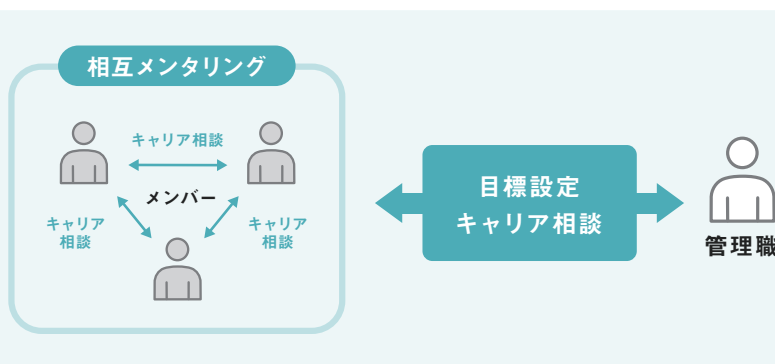 相互メンタリング
キャリア相談
メンバー
キャリア
相談
キャリア
相談
目標設定
キャリア相談
管理職